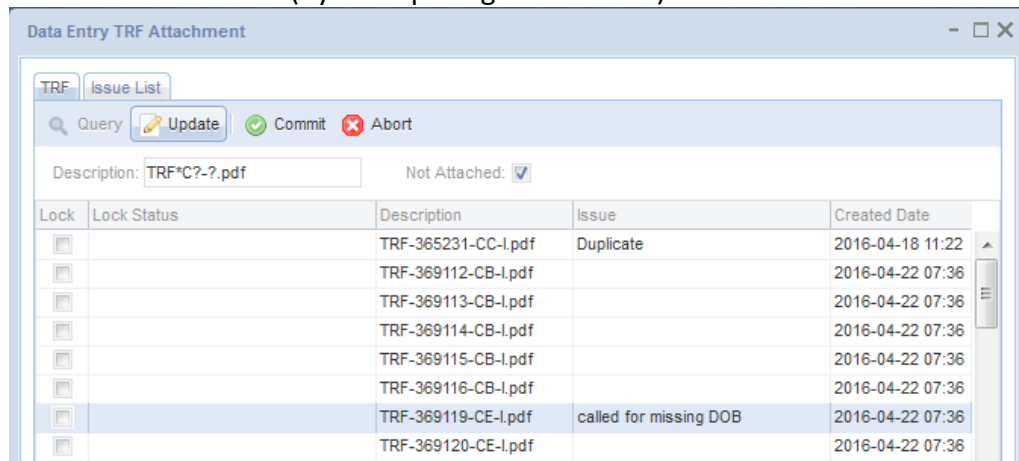 Data Entry TRF Attachment
TRF Issue List
Query Update Commit Abort
Description: TRF*C?-?.pdf Not Attached:
Lock Lock Status Description Issue Created Date
TRF-365231-CC-I.pdf Duplicate 2016-04-18 11:22
TRF-369112-CB-I.pdf 2016-04-22 07:36
TRF-369113-CB-I.pdf 2016-04-22 07:36
TRF-369114-CB-I.pdf 2016-04-22 07:36
TRF-369115-CB-I.pdf 2016-04-22 07:36
TRF-369116-CB-I.pdf 2016-04-22 07:36
TRF-369119-CE-I.pdf called for missing DOB 2016-04-22 07:36
TRF-369120-CE-I.pdf 2016-04-22 07:36